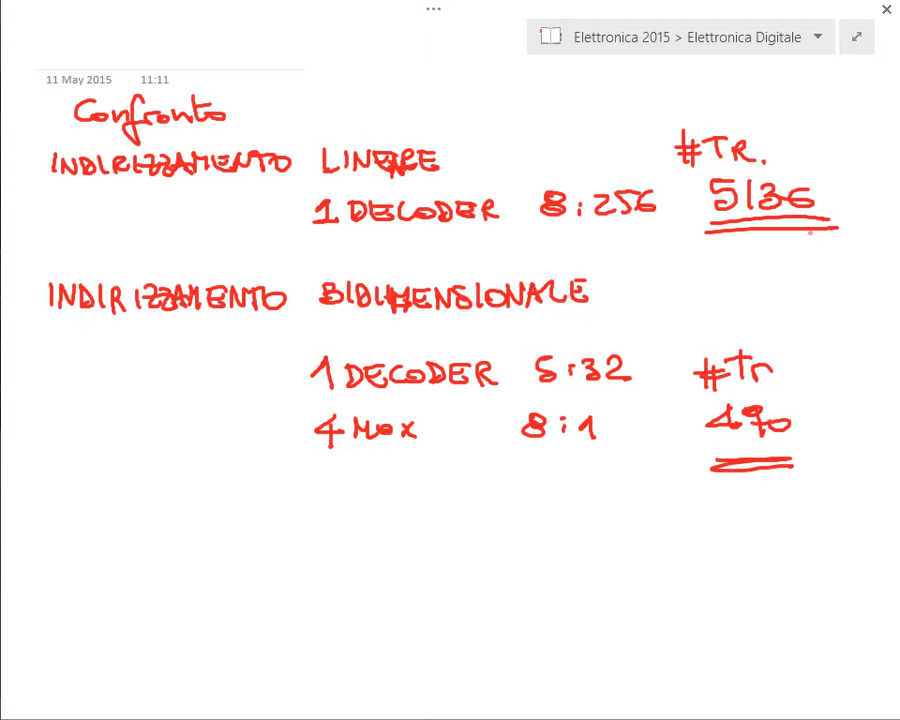 Elettronica 2015 > Elettronica Digitale
11 May 2015 11:11
Confronto
INDIRIZZAMENTO LINEARE #TR.
1 DECODER 8:256 5136
INDIRIZZAMENTO BIDIMENSIONALE
1 DECODER 5:32 #Tr
4 Mux 8:1 490